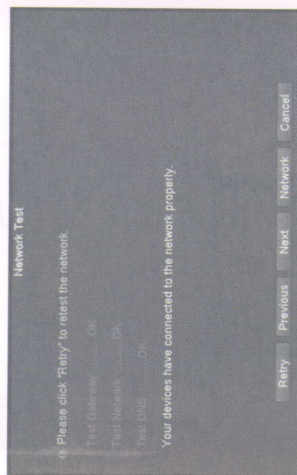 Network Test
Please click "Retry" to retest the network.
Test Gateway........OK
Test Network........OK
Test DNS........OK
Your devices have connected to the network properly.
Retry Previous Next Network Cancel